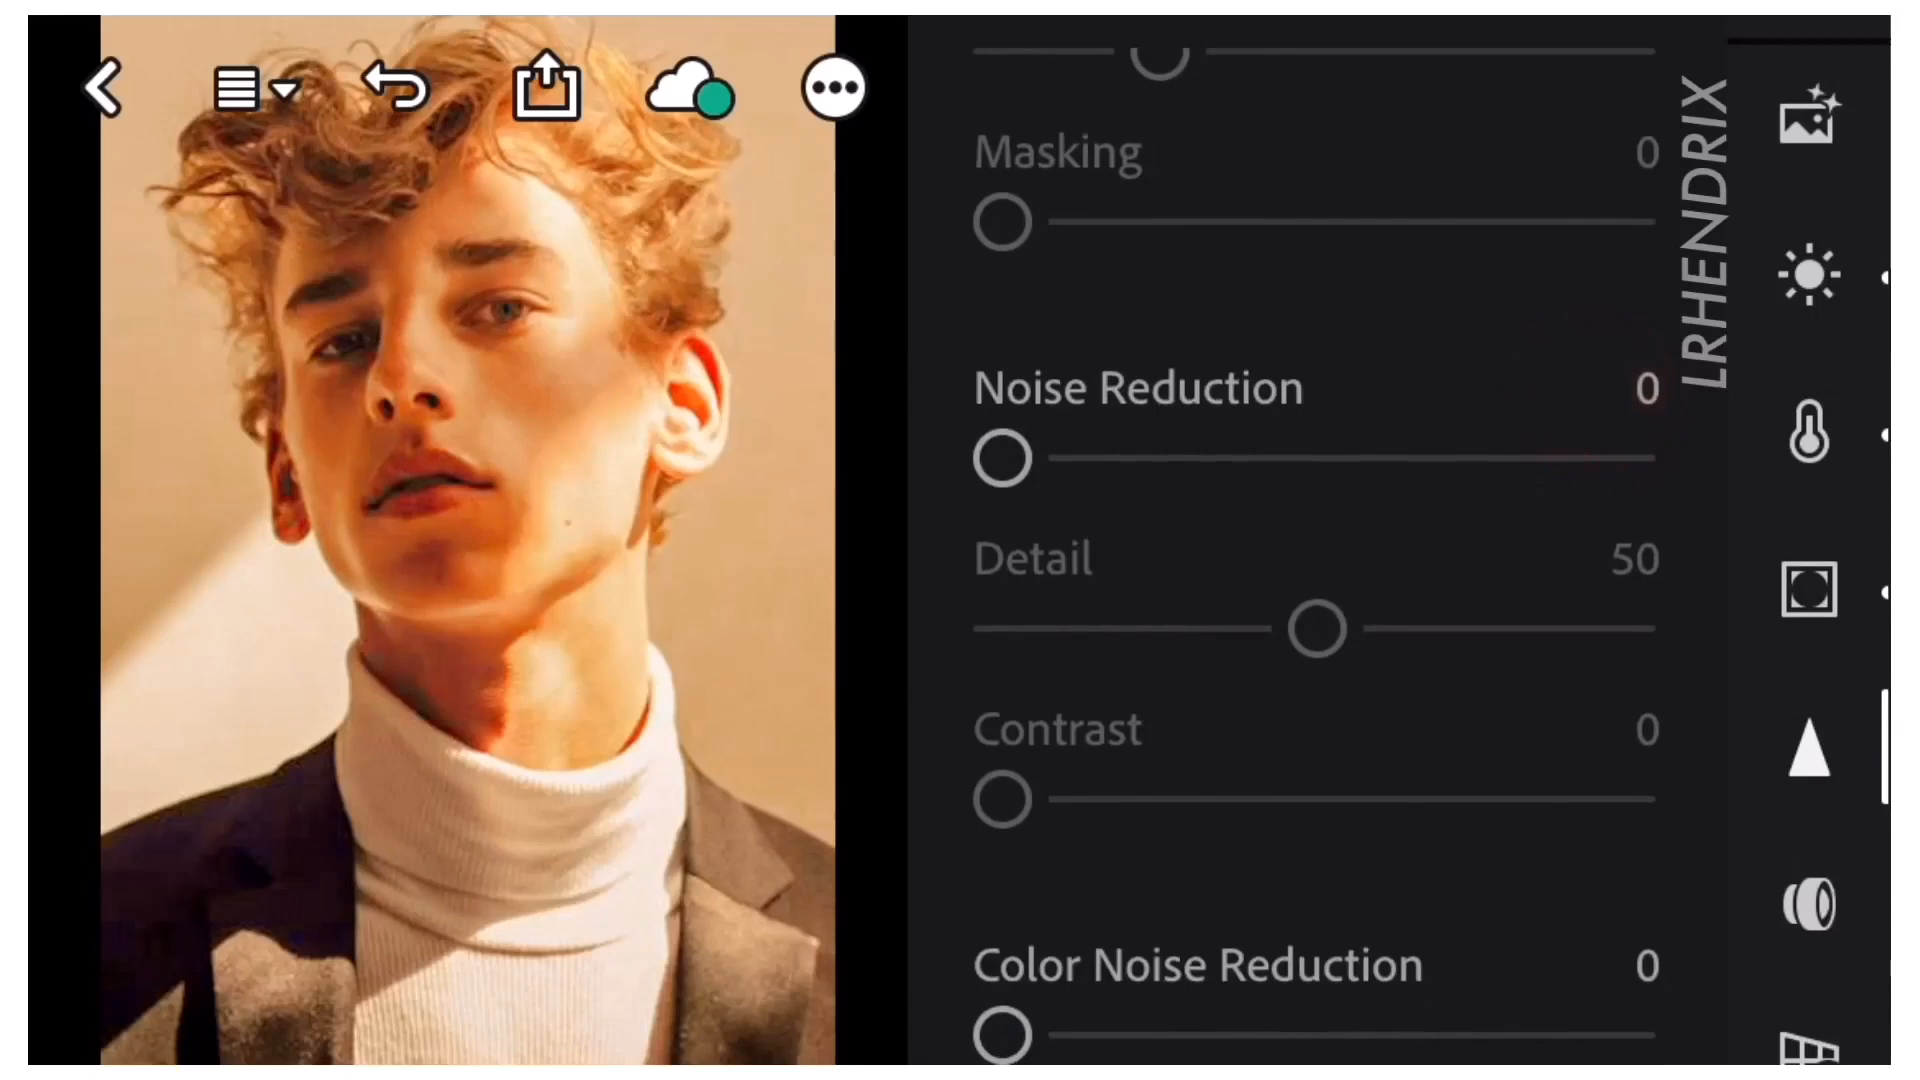 Masking 0
LRHENDRIX
Noise Reduction 0
Detail 50
Contrast 0
Color Noise Reduction 0